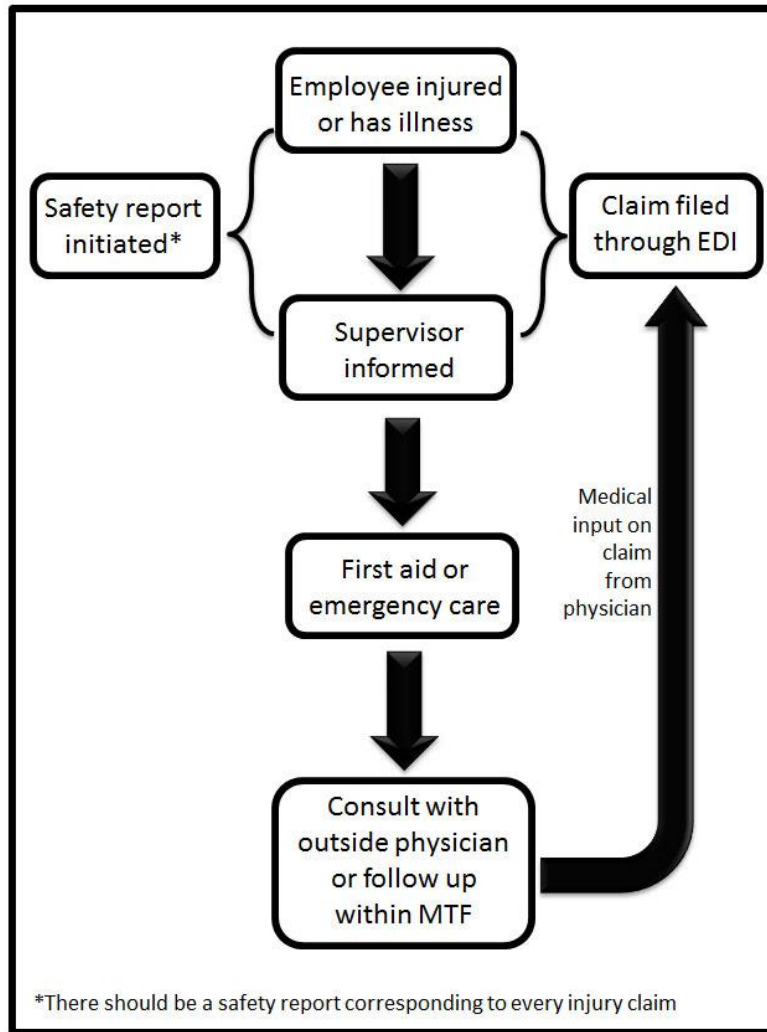 Employee injured
or has illness
Safety report
initiated*
Claim filed
through EDI
Supervisor
informed
First aid or
emergency care
Medical
input on
claim
from
physician
Consult with
outside physician
or follow up
within MTF
*There should be a safety report corresponding to every injury claim